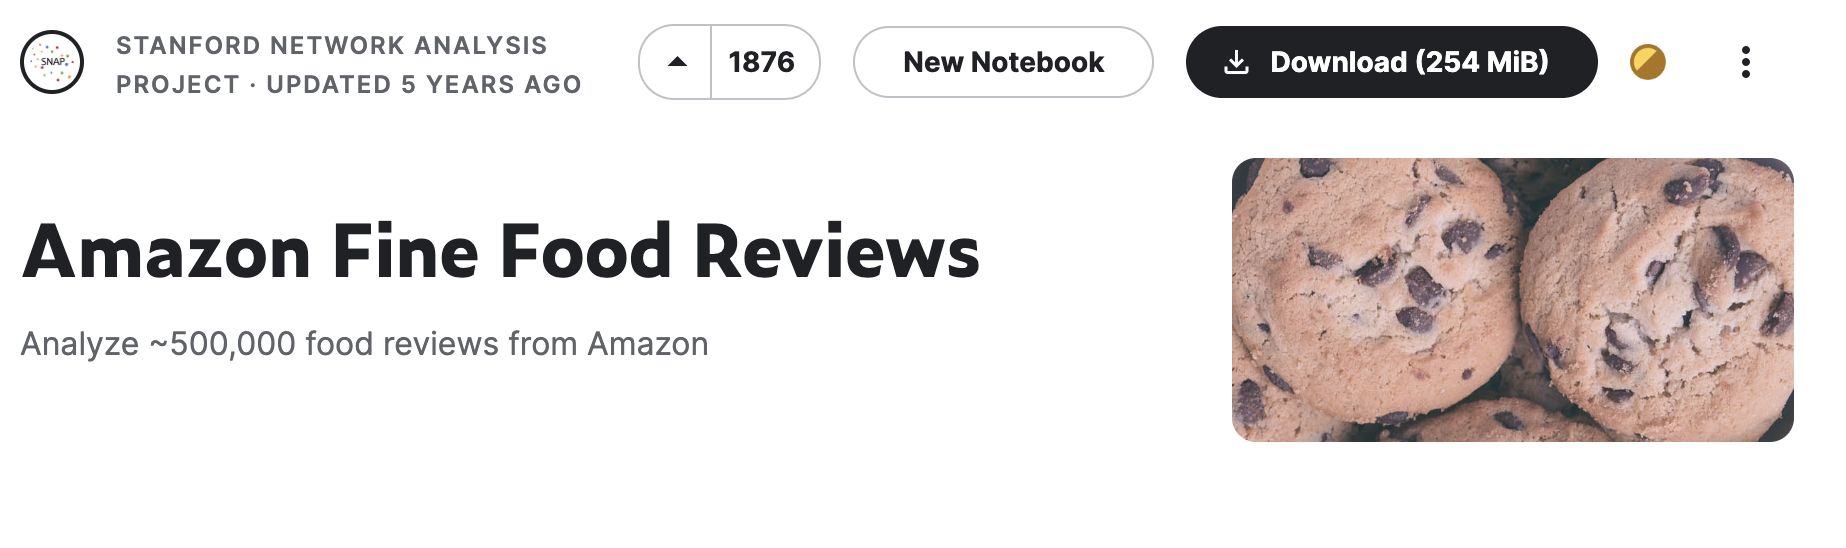 SNAP
STANFORD NETWORK ANALYSIS
PROJECT · UPDATED 5 YEARS AGO
1876
New Notebook
Download (254 MiB)
Amazon Fine Food Reviews
Analyze ~500,000 food reviews from Amazon